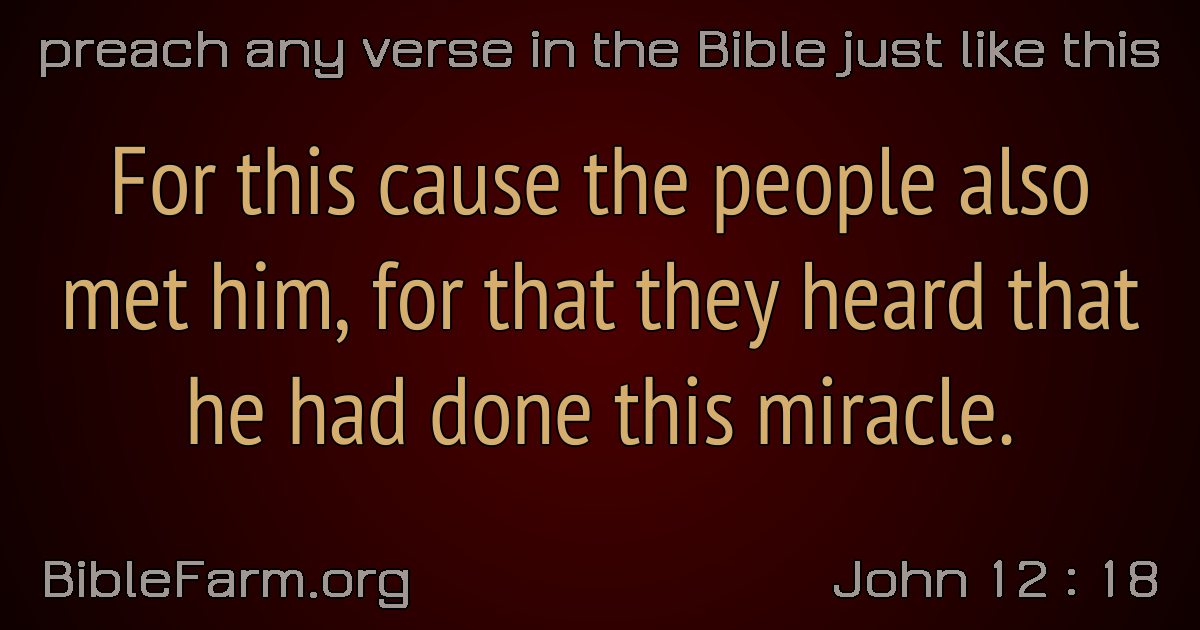 preach any verse in the Bible just like this
For this cause the people also
met him, for that they heard that
he had done this miracle.
BibleFarm.org
John 12 : 18